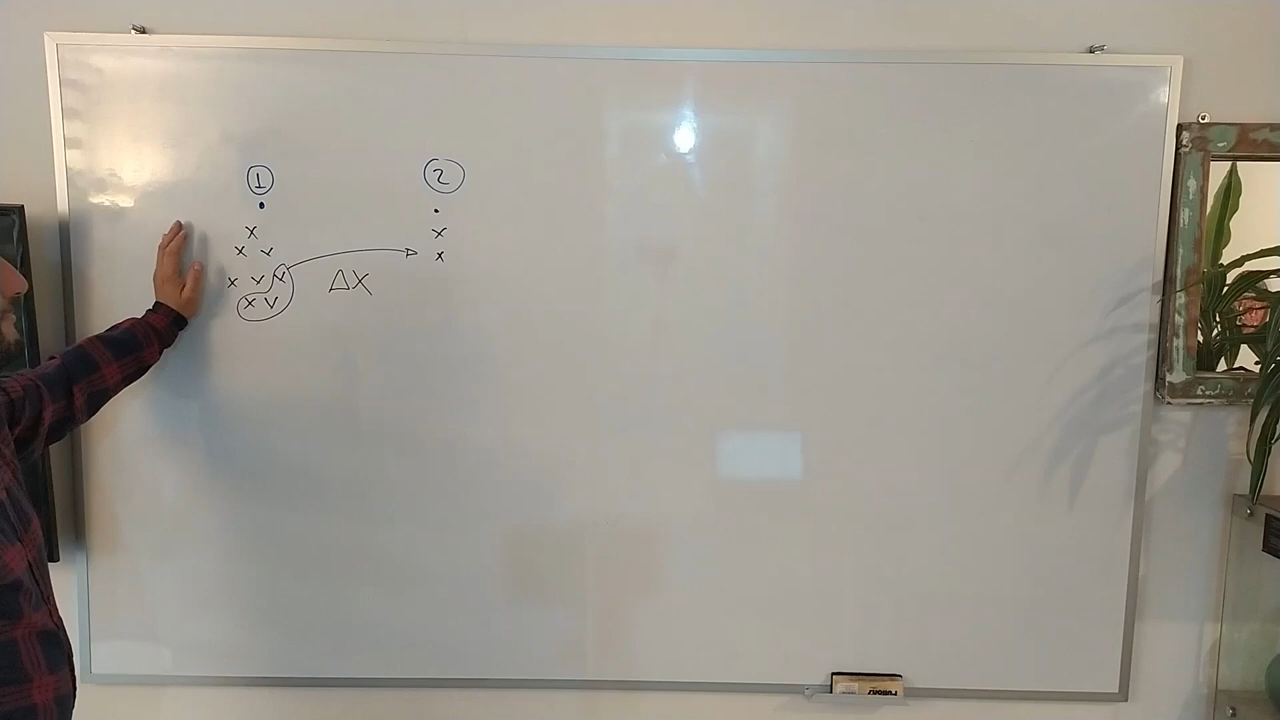 1 2
x x
x x x
x x x ΔX
x x